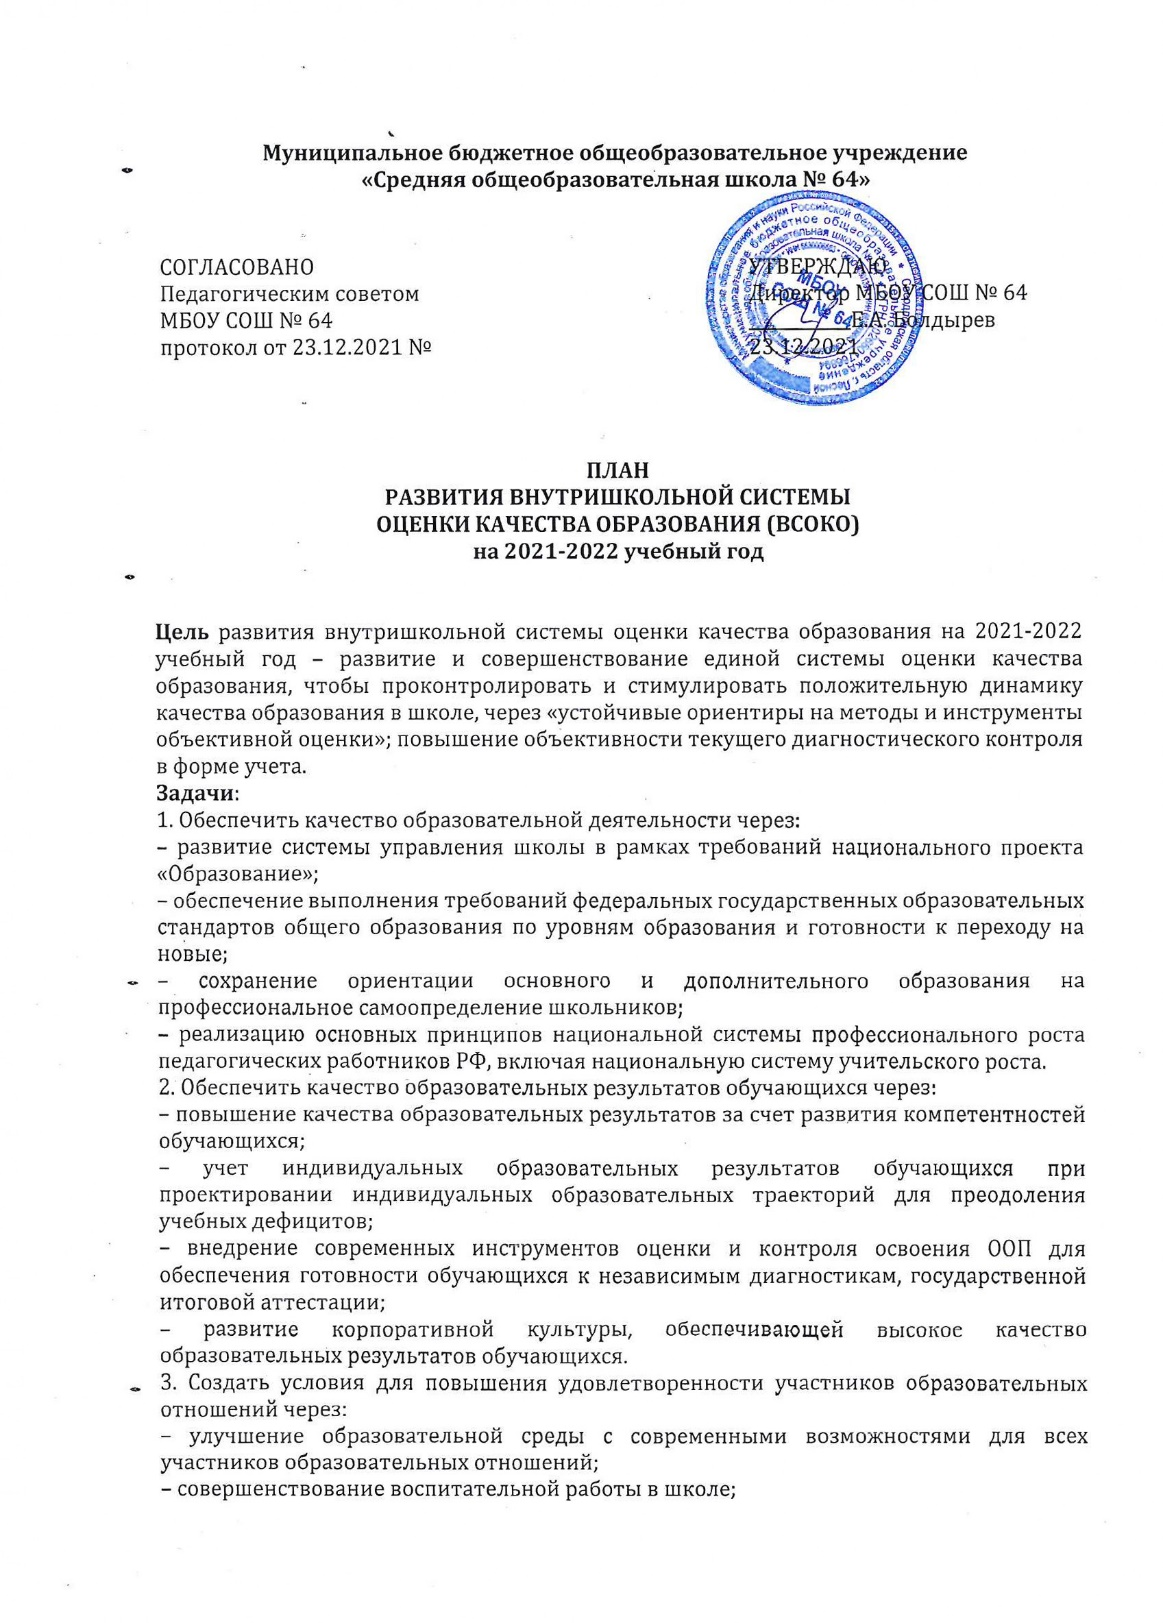 Муниципальное бюджетное общеобразовательное учреждение
«Средняя общеобразовательная школа № 64»
СОГЛАСОВАНО
Педагогическим советом
МБОУ СОШ № 64
протокол от 23.12.2021 №
УТВЕРЖДАЮ
Директор МБОУ СОШ № 64
Е.А. Болдырев
23.12.2021
МБОУ
СОШ № 64
ПЛАН
РАЗВИТИЯ ВНУТРИШКОЛЬНОЙ СИСТЕМЫ
ОЦЕНКИ КАЧЕСТВА ОБРАЗОВАНИЯ (ВСОКО)
на 2021-2022 учебный год
Цель развития внутришкольной системы оценки качества образования на 2021-2022
учебный год – развитие и совершенствование единой системы оценки качества
образования, чтобы проконтролировать и стимулировать положительную динамику
качества образования в школе, через «устойчивые ориентиры на методы и инструменты
объективной оценки»; повышение объективности текущего диагностического контроля
в форме учета.
Задачи:
1. Обеспечить качество образовательной деятельности через:
– развитие системы управления школы в рамках требований национального проекта
«Образование»;
– обеспечение выполнения требований федеральных государственных образовательных
стандартов общего образования по уровням образования и готовности к переходу на
новые;
– сохранение ориентации основного и дополнительного образования на
профессиональное самоопределение школьников;
– реализацию основных принципов национальной системы профессионального роста
педагогических работников РФ, включая национальную систему учительского роста.
2. Обеспечить качество образовательных результатов обучающихся через:
– повышение качества образовательных результатов за счет развития компетентностей
обучающихся;
– учет индивидуальных образовательных результатов обучающихся при
проектировании индивидуальных образовательных траекторий для преодоления
учебных дефицитов;
– внедрение современных инструментов оценки и контроля освоения ООП для
обеспечения готовности обучающихся к независимым диагностикам, государственной
итоговой аттестации;
– развитие корпоративной культуры, обеспечивающей высокое качество
образовательных результатов обучающихся.
3. Создать условия для повышения удовлетворенности участников образовательных
отношений через:
– улучшение образовательной среды с современными возможностями для всех
участников образовательных отношений;
– совершенствование воспитательной работы в школе;